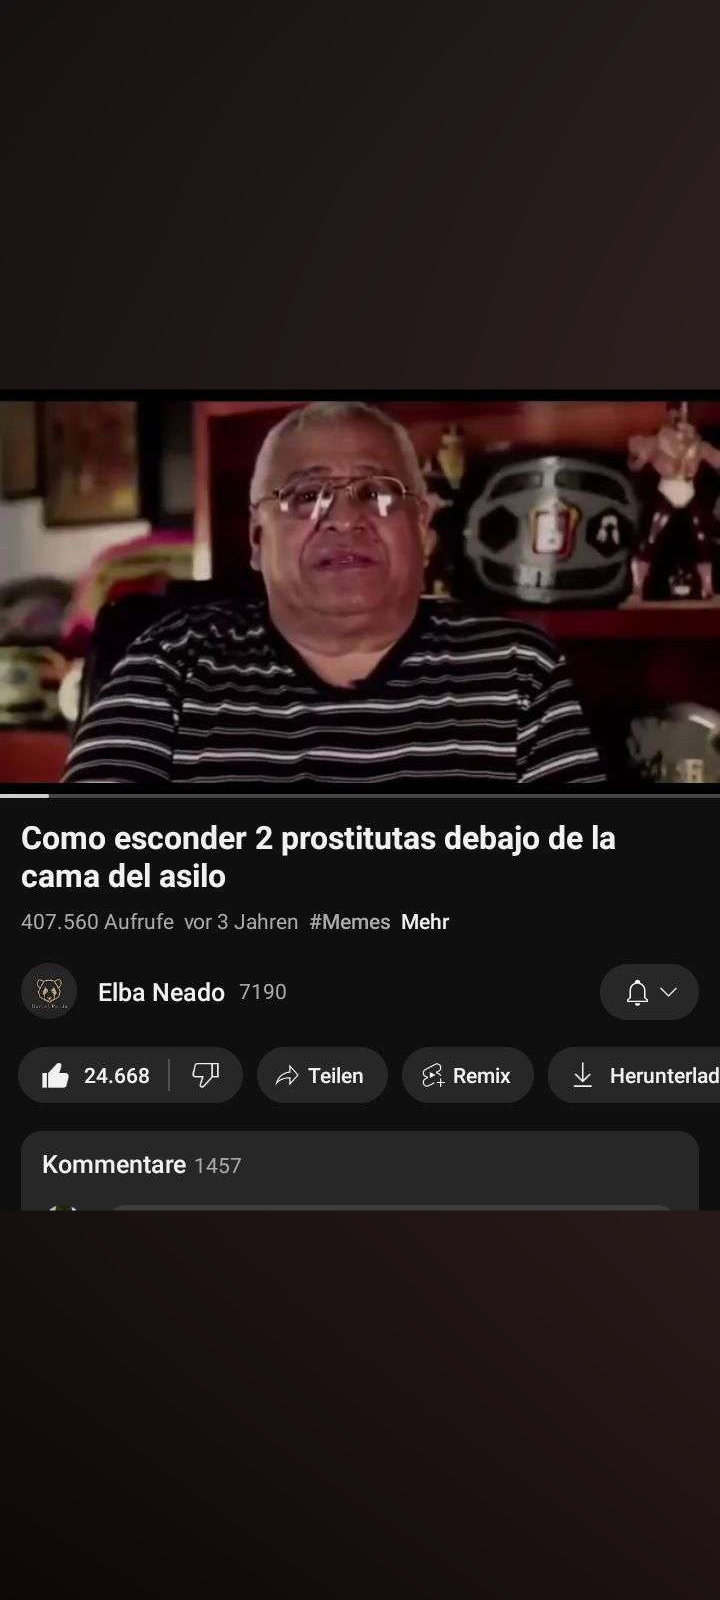 Como esconder 2 prostitutas debajo de la
cama del asilo
407.560 Aufrufe vor 3 Jahren #Memes Mehr
Elba Neado 7190
24.668 Teilen Remix Herunterlad
Kommentare 1457